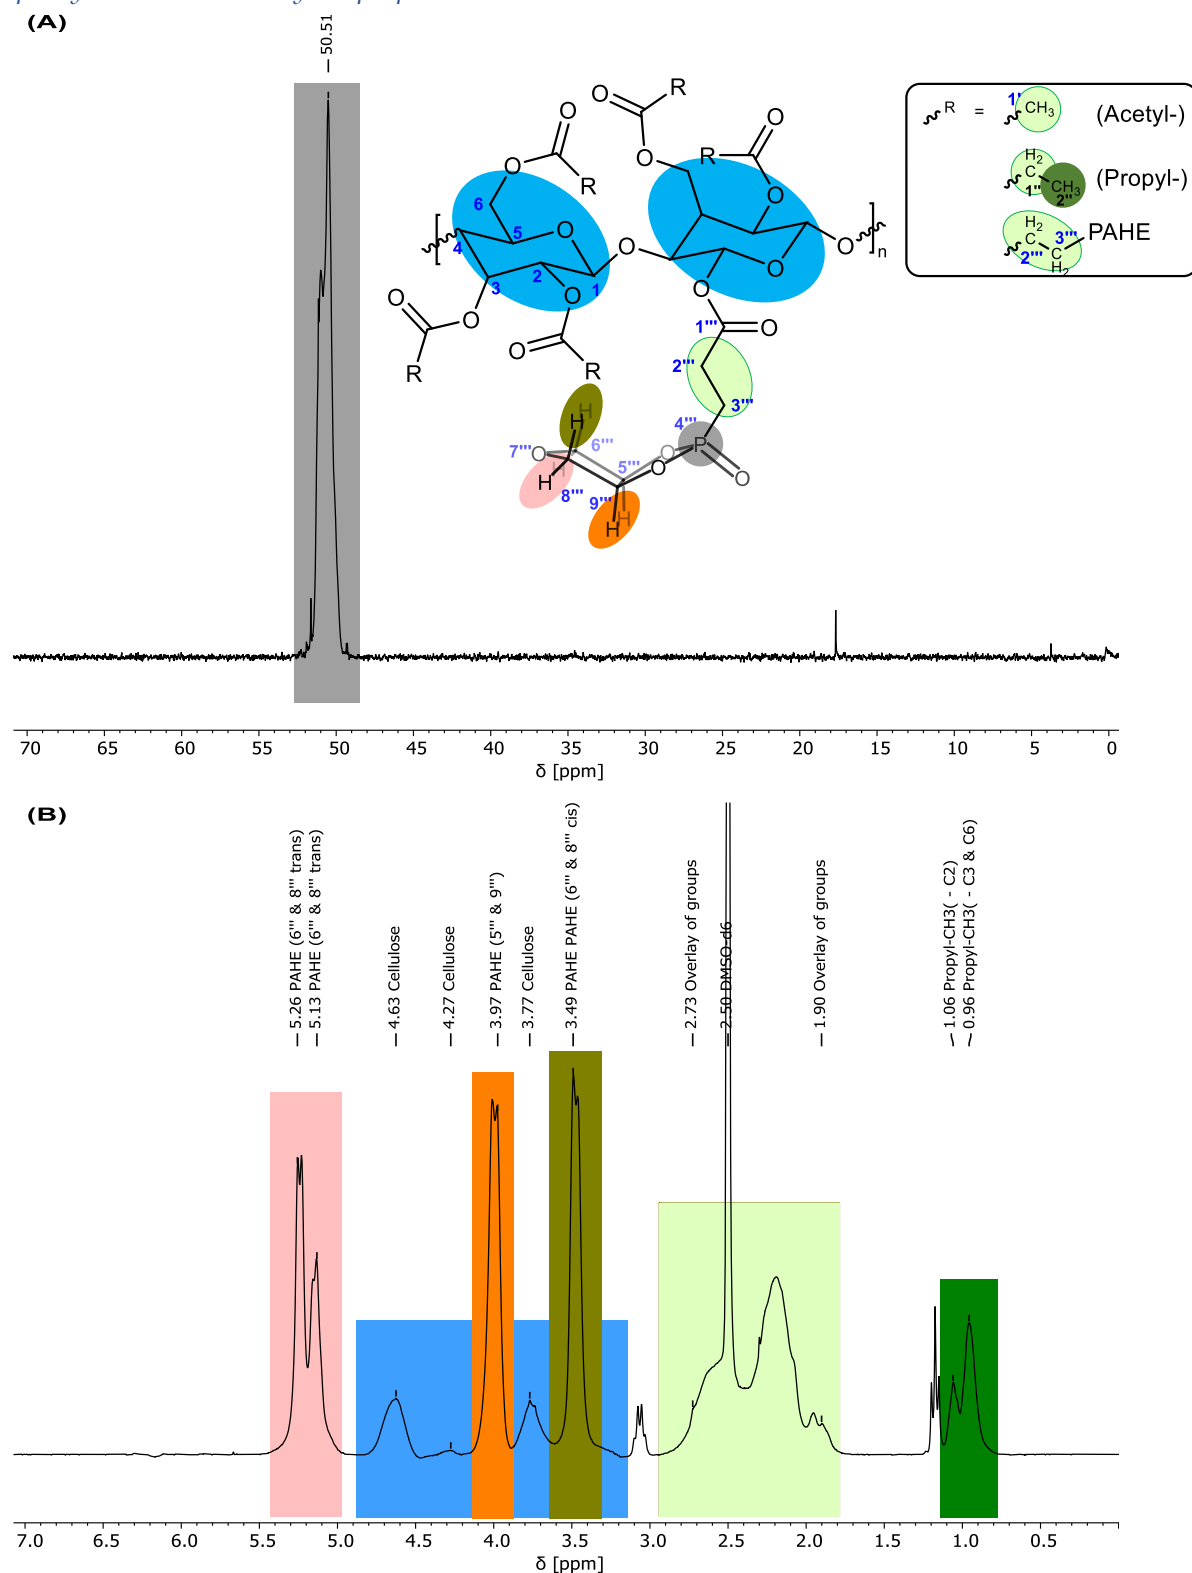 (A)
50.51
R = 1' CH3 (Acetyl-)
H2 C CH3 (Propyl-)
1'' 2''
H2 C 3''' PAHE
2''' C H2
O R O R
O R O
O O R O
6
5 O O O n
4 O
3 2 1 O
O O O O
R O R 1''' O
2'''
3'''
H H 4''' P
7''' O 6''' O O
H H 8''' 5''' O
9''' H H
70 65 60 55 50 45 40 35 30 25 20 15 10 5 0
δ [ppm]
(B)
5.26 PAHE (6''' & 8''' trans)
5.13 PAHE (6''' & 8''' trans)
4.63 Cellulose
4.27 Cellulose
3.97 PAHE (5''' & 9''')
3.77 Cellulose
3.49 PAHE PAHE (6''' & 8''' cis)
2.73 Overlay of groups
2.50 DMSO-d6
1.90 Overlay of groups
1.06 Propyl-CH3( - C2)
0.96 Propyl-CH3( - C3 & C6)
7.0 6.5 6.0 5.5 5.0 4.5 4.0 3.5 3.0 2.5 2.0 1.5 1.0 0.5
δ [ppm]